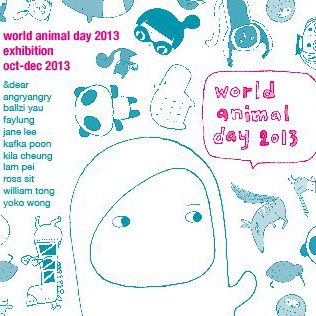 world animal day 2013
exhibition
oct-dec 2013
&dear
angryangry
ballzi yau
faylung
jane lee
kafka poon
kila cheung
lam pei
ross sit
william tong
yoko wong
world
animal
day 2013